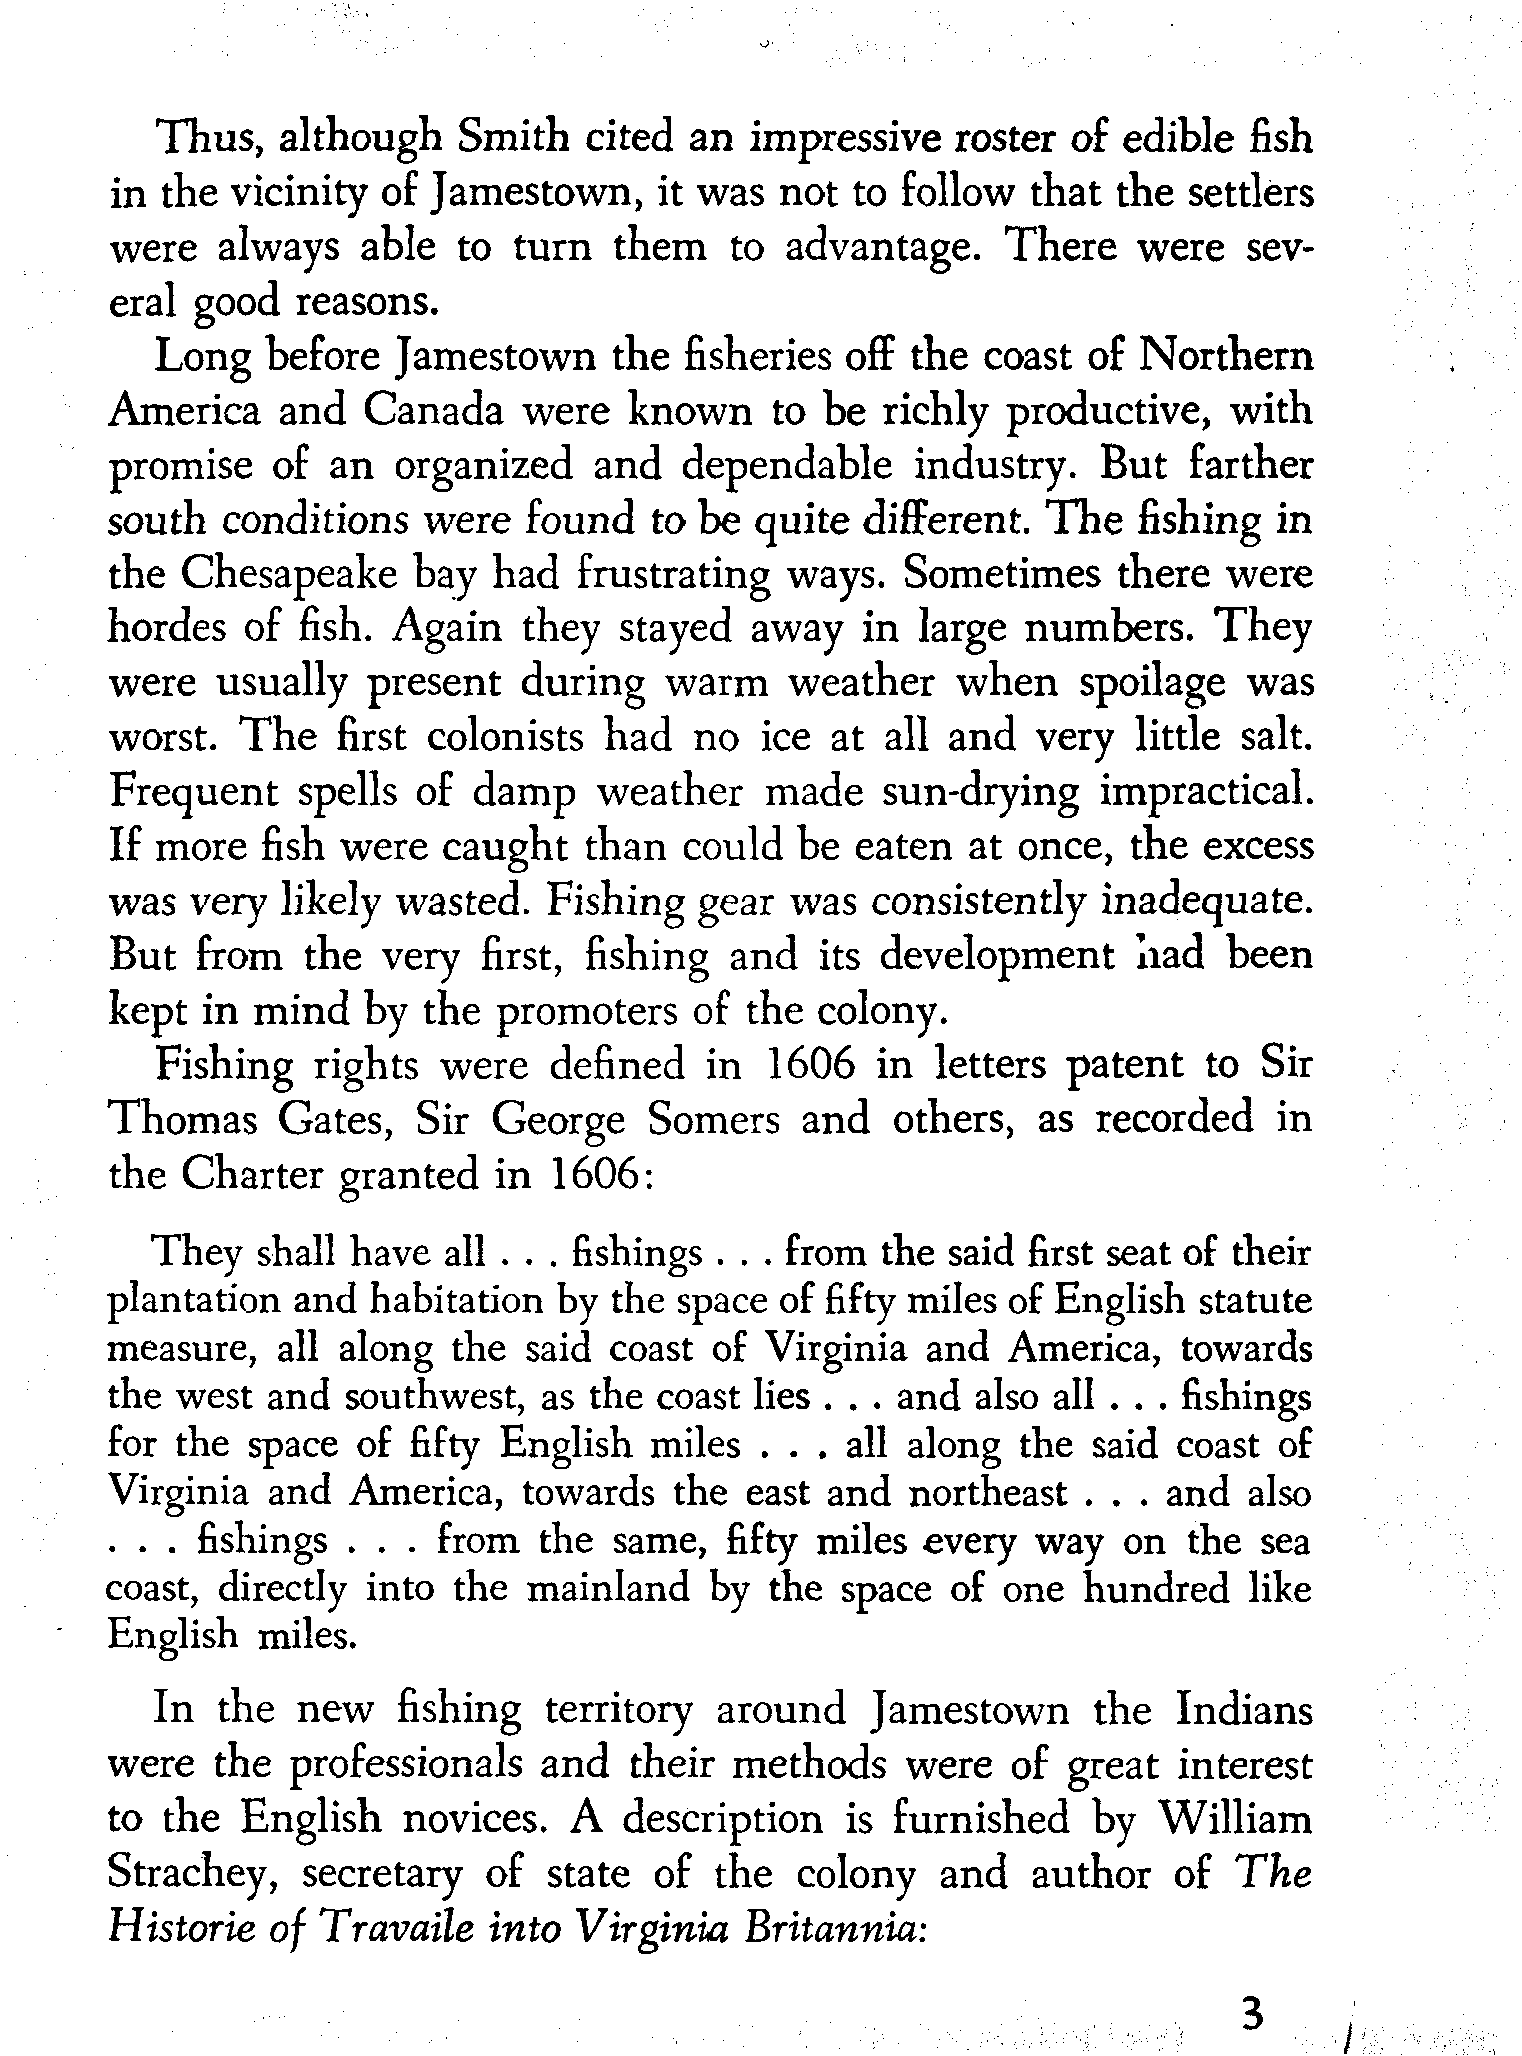 Thus, although Smith cited an impressive roster of edible fish
in the vicinity of Jamestown, it was not to follow that the settlers
were always able to turn them to advantage. There were sev-
eral good reasons.
Long before Jamestown the fisheries off the coast of Northern
America and Canada were known to be richly productive, with
promise of an organized and dependable industry. But farther
south conditions were found to be quite different. The fishing in
the Chesapeake bay had frustrating ways. Sometimes there were
hordes of fish. Again they stayed away in large numbers. They
were usually present during warm weather when spoilage was
worst. The first colonists had no ice at all and very little salt.
Frequent spells of damp weather made sun-drying impractical.
If more fish were caught than could be eaten at once, the excess
was very likely wasted. Fishing gear was consistently inadequate.
But from the very first, fishing and its development had been
kept in mind by the promoters of the colony.
Fishing rights were defined in 1606 in letters patent to Sir
Thomas Gates, Sir George Somers and others, as recorded in
the Charter granted in 1606:
They shall have all . . . fishings . . . from the said first seat of their
plantation and habitation by the space of fifty miles of English statute
measure, all along the said coast of Virginia and America, towards
the west and southwest, as the coast lies . . . and also all . . . fishings
for the space of fifty English miles . . . all along the said coast of
Virginia and America, towards the east and northeast . . . and also
. . . fishings . . . from the same, fifty miles every way on the sea
coast, directly into the mainland by the space of one hundred like
English miles.
In the new fishing territory around Jamestown the Indians
were the professionals and their methods were of great interest
to the English novices. A description is furnished by William
Strachey, secretary of state of the colony and author of The
Historie of Travaile into Virginia Britannia:
3